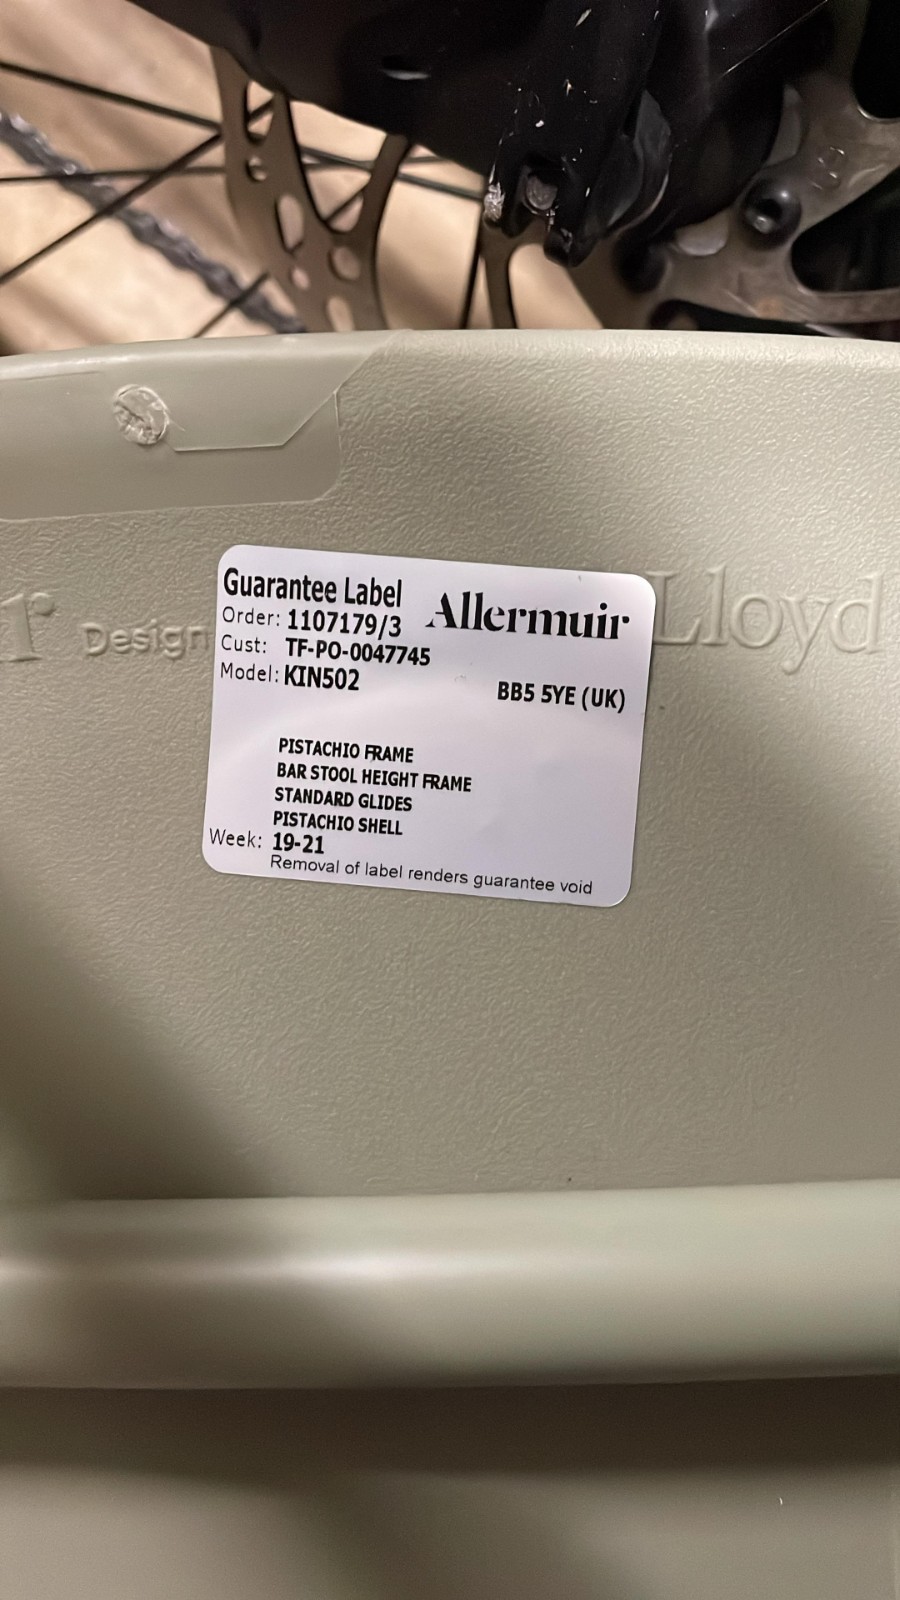 Guarantee Label
Allermuir
Order: 1107179/3
Cust: TF-PO-0047745
Model: KIN502
BB5 5YE (UK)
PISTACHIO FRAME
BAR STOOL HEIGHT FRAME
STANDARD GLIDES
PISTACHIO SHELL
Week: 19-21
Removal of label renders guarantee void
r Design
Lloyd